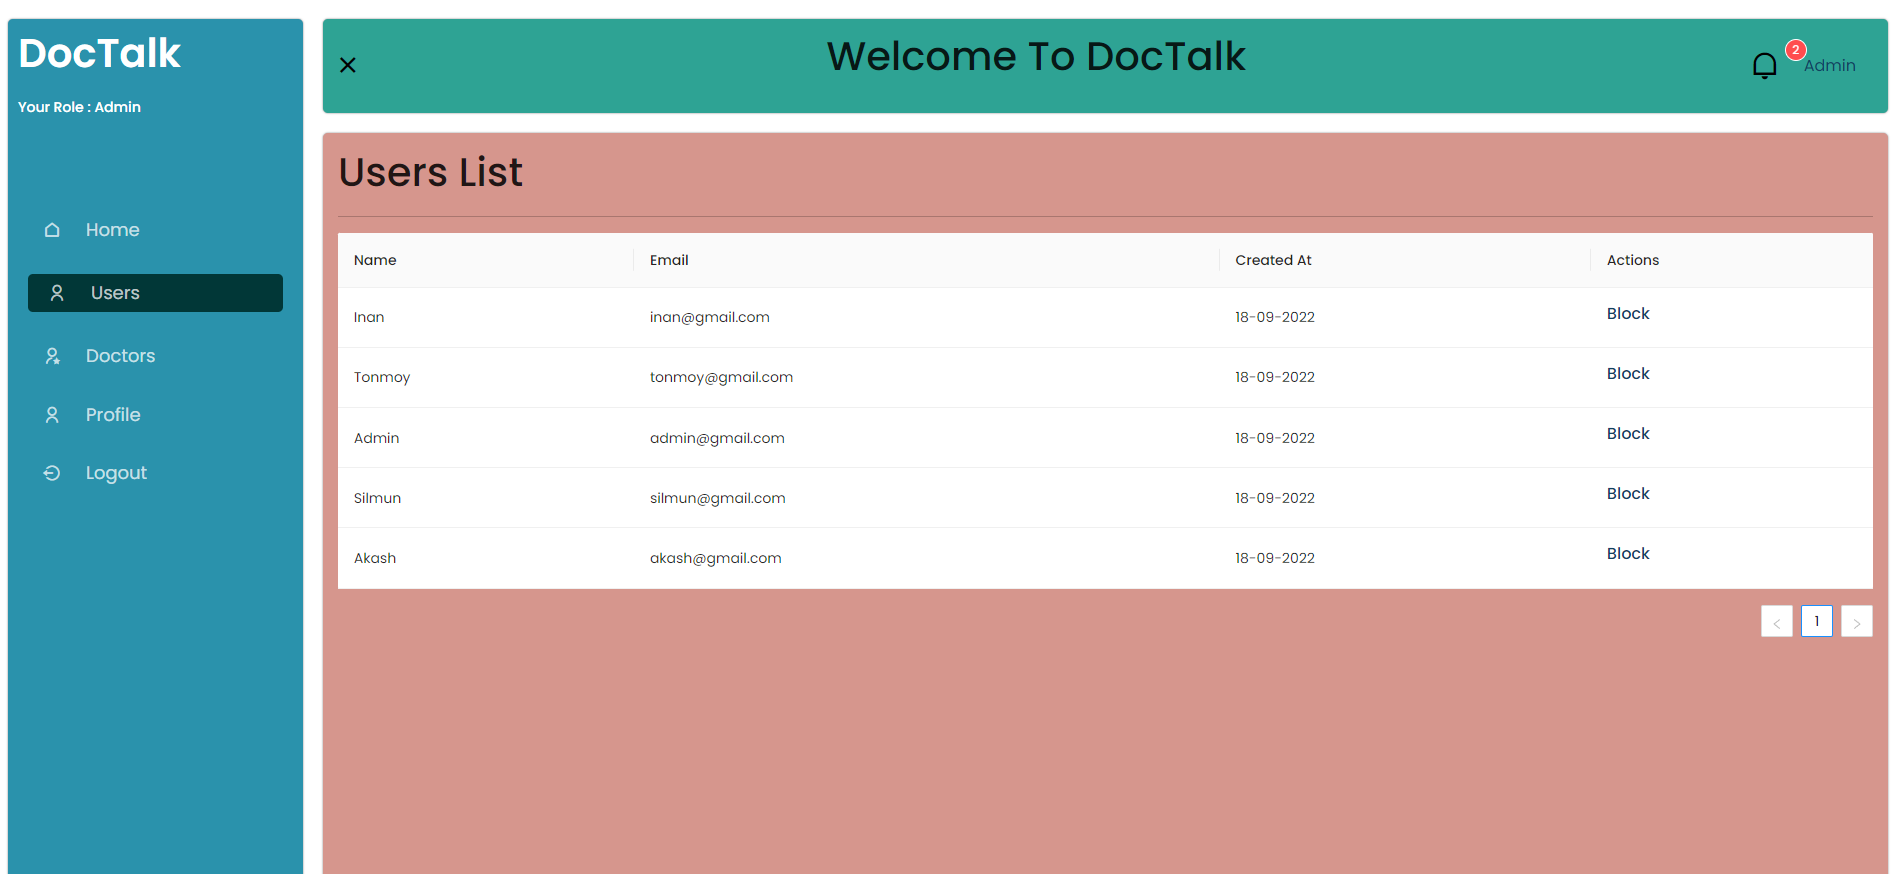 DocTalk
Your Role : Admin
Home
Users
Doctors
Profile
Logout
Welcome To DocTalk
2
Admin
Users List
Name Email Created At Actions
Inan inan@gmail.com 18-09-2022 Block
Tonmoy tonmoy@gmail.com 18-09-2022 Block
Admin admin@gmail.com 18-09-2022 Block
Silmun silmun@gmail.com 18-09-2022 Block
Akash akash@gmail.com 18-09-2022 Block
< 1 >